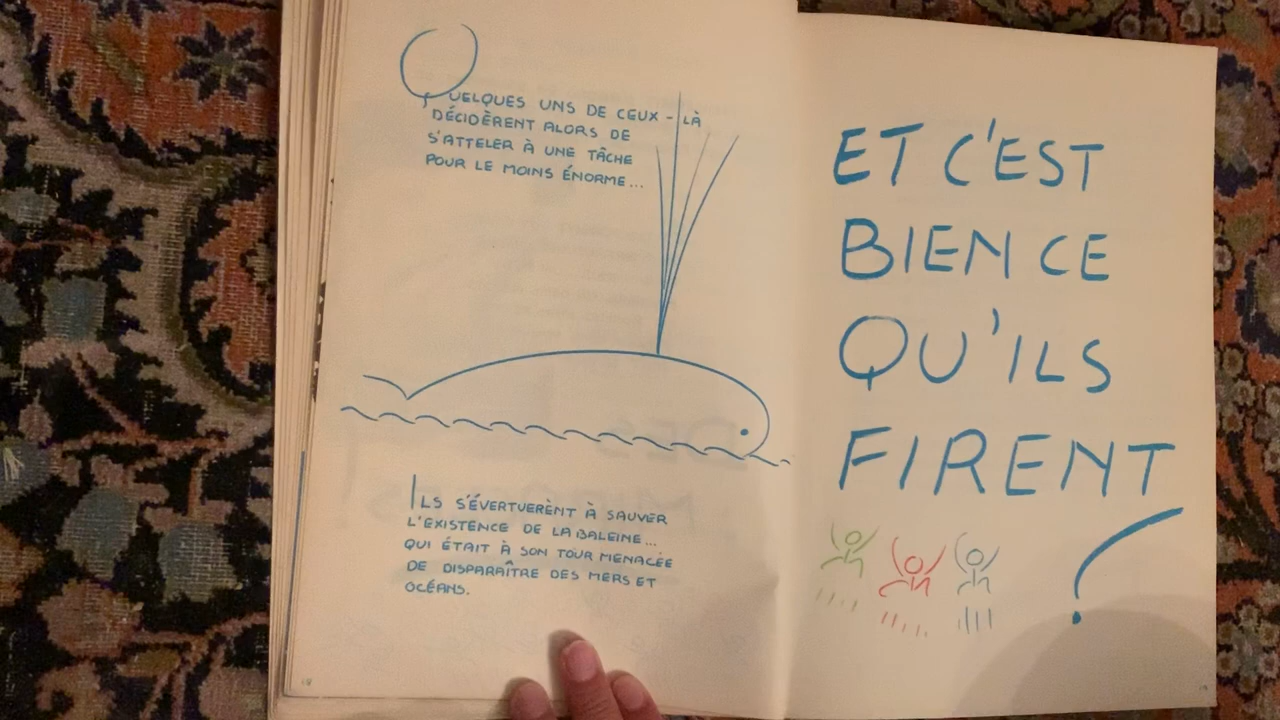 QUELQUES UNS DE CEUX-LÀ
DÉCIDÈRENT ALORS DE
S'ATTELER À UNE TÂCHE
POUR LE MOINS ÉNORME...
ILS S'ÉVERTUERÈNT À SAUVER
L'EXISTENCE DE LA BALEINE...
QUI ÉTAIT À SON TOUR MENACÉE
DE DISPARAÎTRE DES MERS ET
OCÉANS.
ET C'EST
BIEN CE
QU'ILS
FIRENT
!